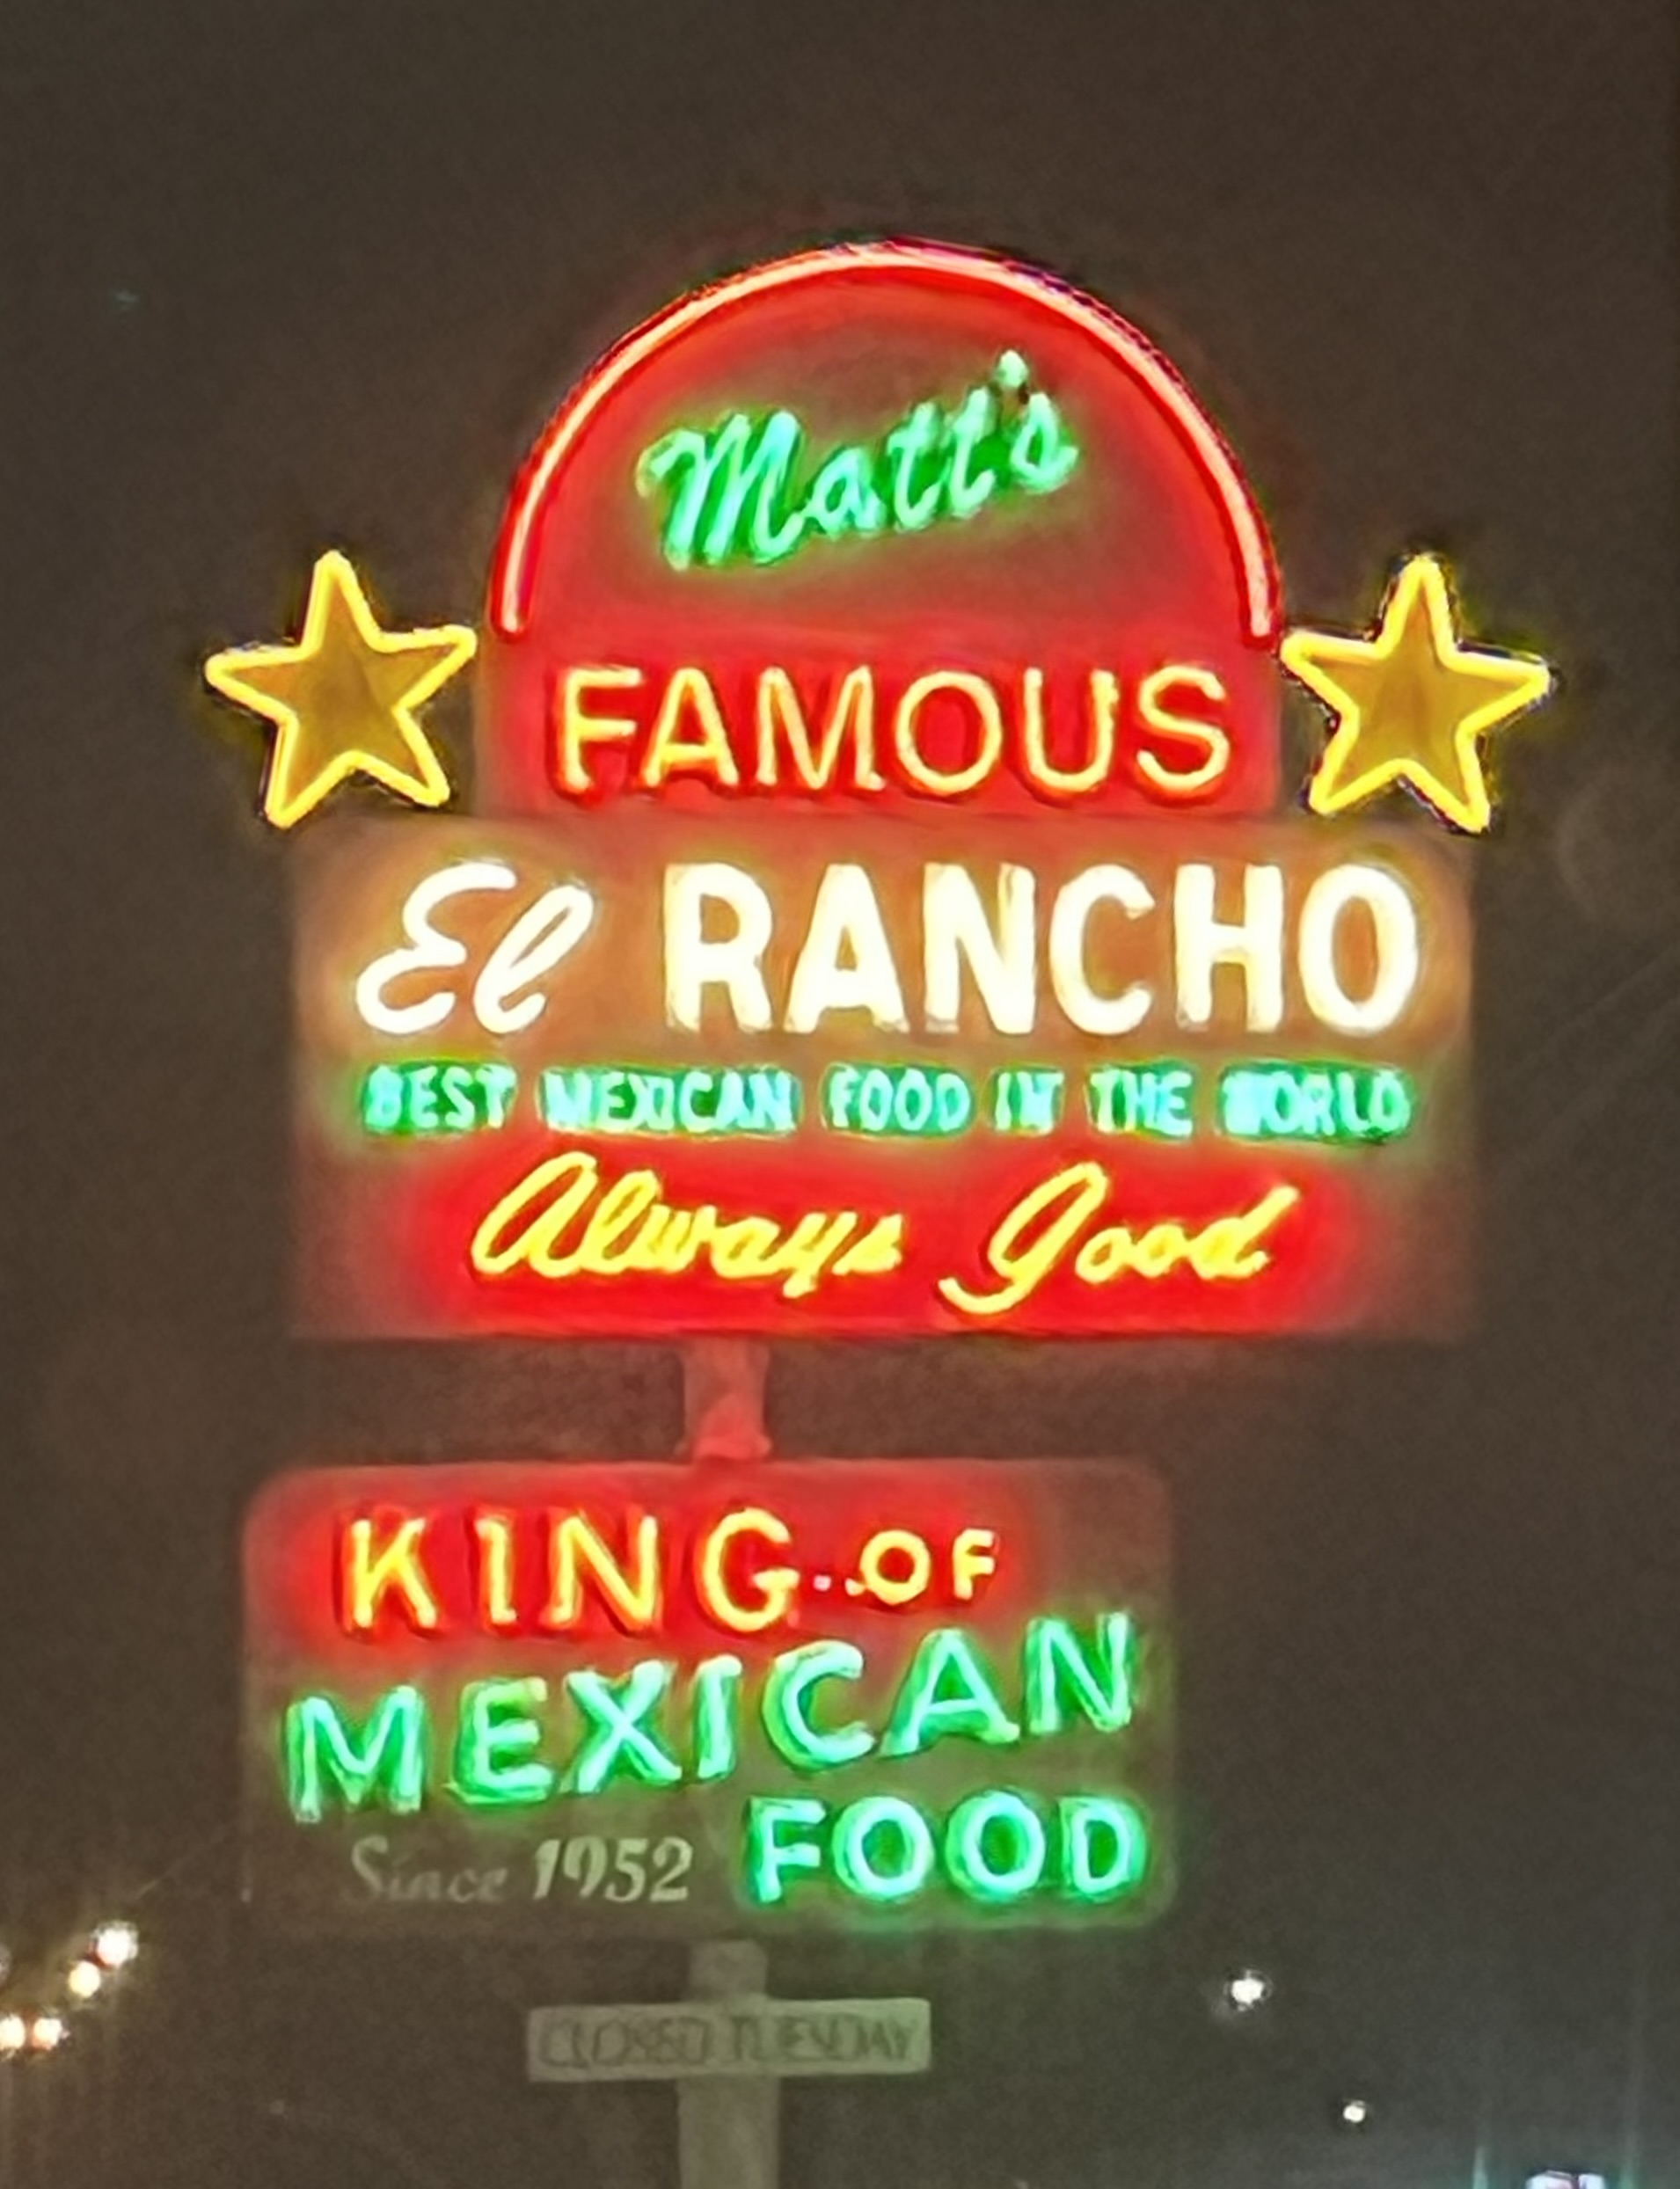 Matt's
FAMOUS
El RANCHO
BEST MEXICAN FOOD IN THE WORLD
Always Good
KING..OF
MEXICAN
FOOD
Since 1952
CLOSED TUESDAY